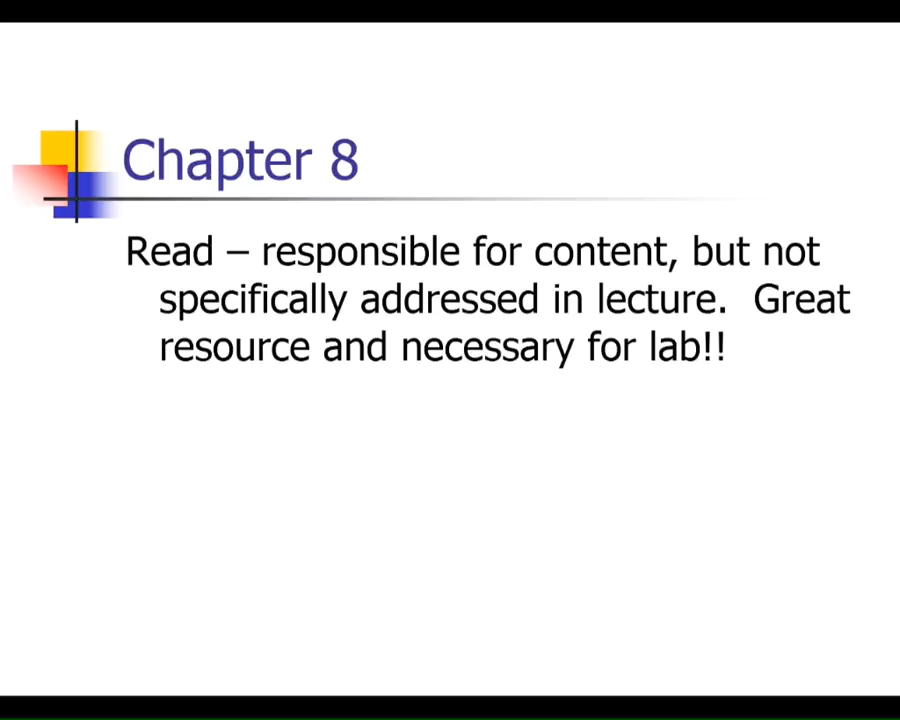 Chapter 8
Read – responsible for content, but not
specifically addressed in lecture.  Great
resource and necessary for lab!!